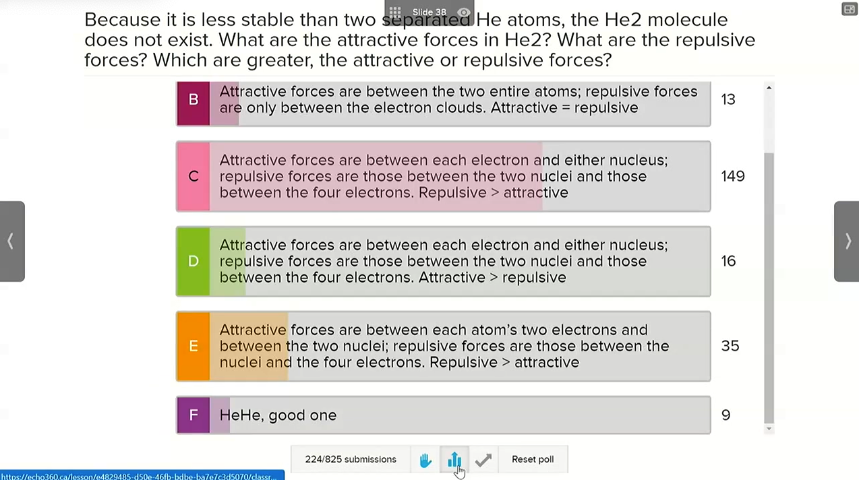 Slide 38
Because it is less stable than two separated He atoms, the He2 molecule
does not exist. What are the attractive forces in He2? What are the repulsive
forces? Which are greater, the attractive or repulsive forces?
B
Attractive forces are between the two entire atoms; repulsive forces
are only between the electron clouds. Attractive = repulsive
13
C
Attractive forces are between each electron and either nucleus;
repulsive forces are those between the two nuclei and those
between the four electrons. Repulsive > attractive
149
D
Attractive forces are between each electron and either nucleus;
repulsive forces are those between the two nuclei and those
between the four electrons. Attractive > repulsive
16
E
Attractive forces are between each atom's two electrons and
between the two nuclei; repulsive forces are those between the
nuclei and the four electrons. Repulsive > attractive
35
F
HeHe, good one
9
224/825 submissions
Reset poll
https://echo360.ca/lesson/e4829485-d50e-46fb-bdbe-ba7e7c3d5070/classr...